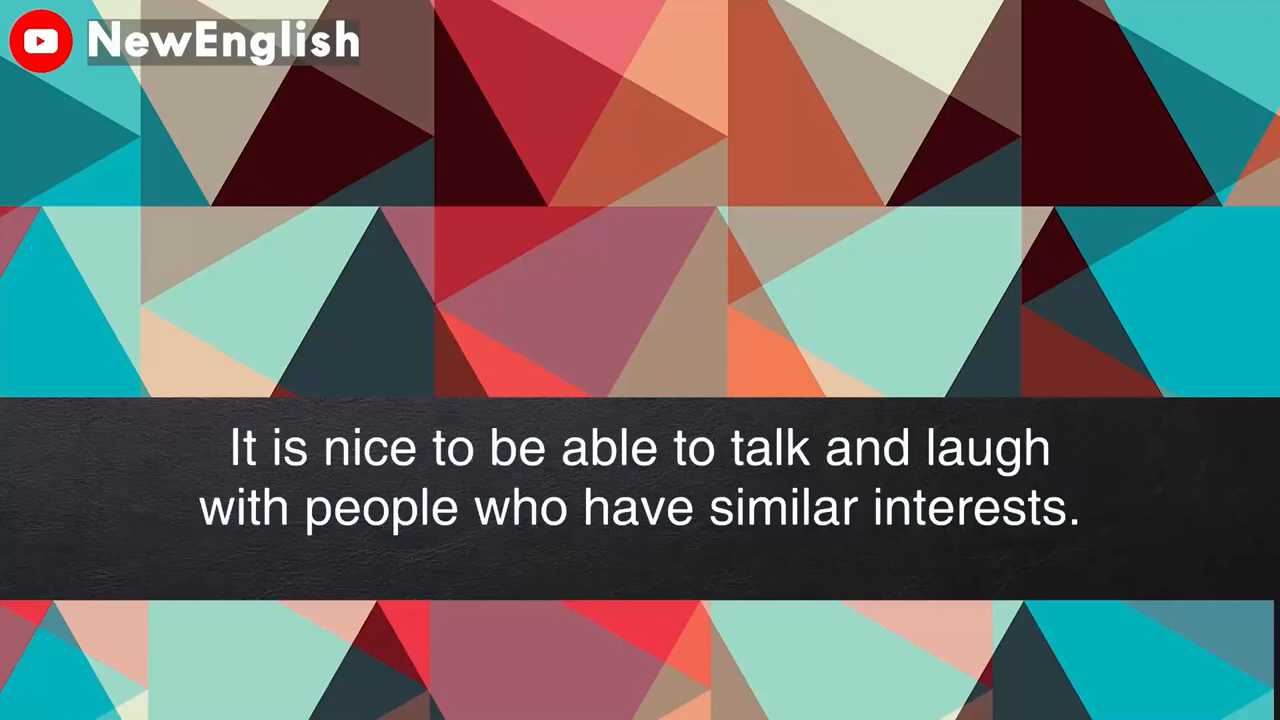 NewEnglish
It is nice to be able to talk and laugh
with people who have similar interests.